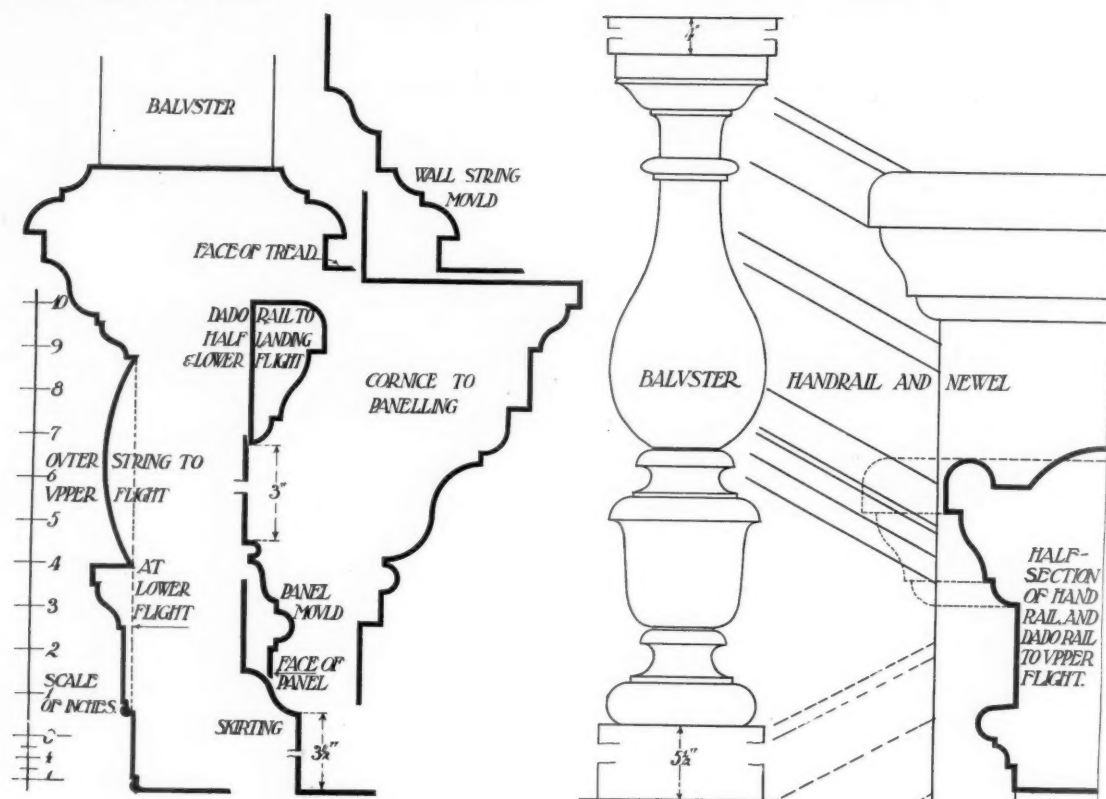 BALVSTER
WALL STRING
MOVLD
FACE OF TREAD
10
9
8
7
6
5
4
3
2
1
0
DADO RAIL TO
HALF LANDING
& LOWER FLIGHT
CORNICE TO
PANELLING
OVTER STRING TO
VPPER FLIGHT
3"
AT
LOWER
FLIGHT
PANEL
MOVLD
FACE OF
PANEL
SCALE
OF INCHES.
SKIRTING
3½"
4"
BALVSTER
HANDRAIL AND NEWEL
HALF-
SECTION
OF HAND
RAIL AND
DADO RAIL
TO VPPER
FLIGHT.
5½"